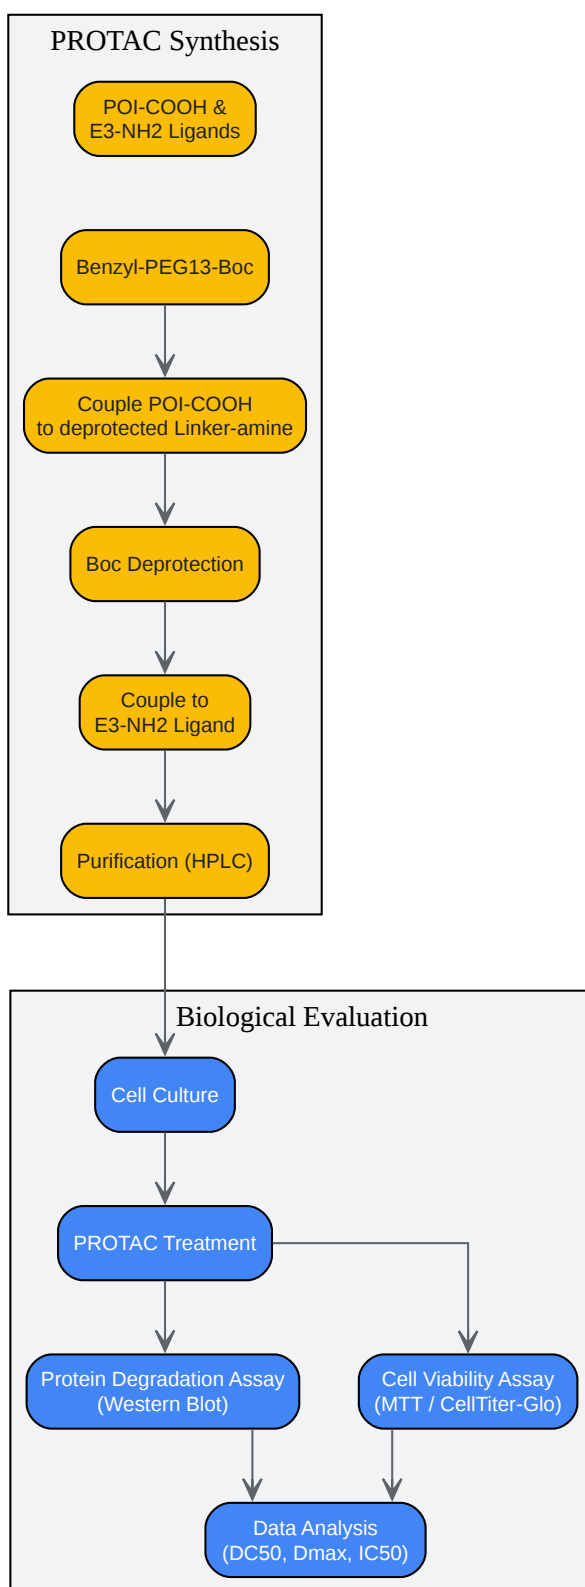 PROTAC Synthesis
POI-COOH &
E3-NH2 Ligands
Benzyl-PEG13-Boc
Couple POI-COOH
to deprotected Linker-amine
Boc Deprotection
Couple to
E3-NH2 Ligand
Purification (HPLC)
Biological Evaluation
Cell Culture
PROTAC Treatment
Protein Degradation Assay
(Western Blot)
Cell Viability Assay
(MTT / CellTiter-Glo)
Data Analysis
(DC50, Dmax, IC50)